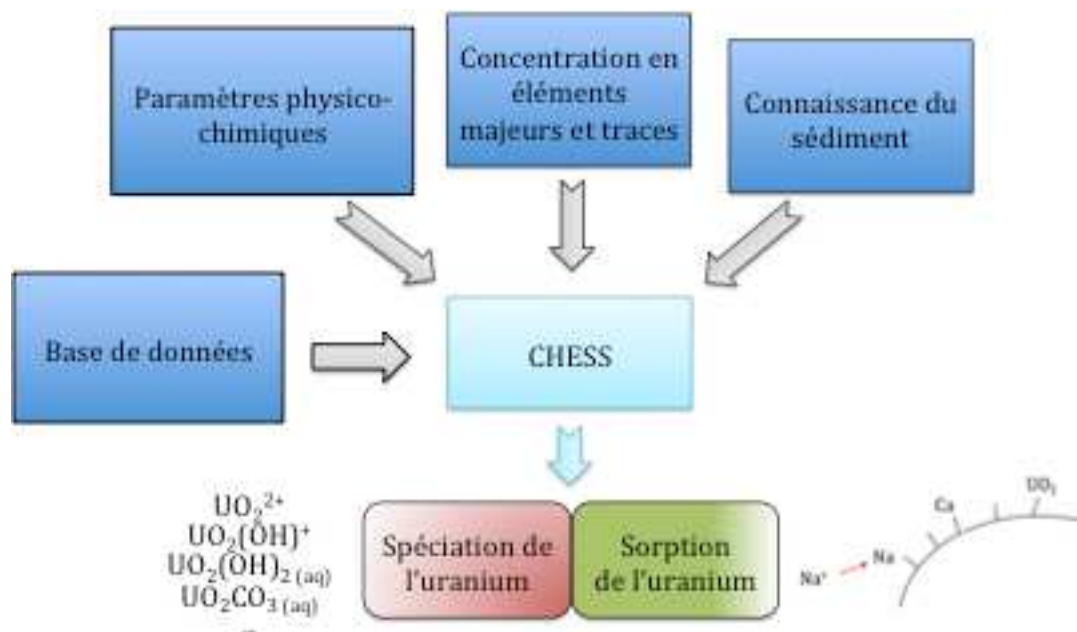 Paramètres physico-
chimiques
Concentration en
éléments
majeurs et traces
Connaissance du
sédiment
Base de données
CHESS
UO₂²⁺
UO₂(OH)⁺
UO₂(OH)₂ (aq)
UO₂CO₃ (aq)
Spéciation de
l'uranium
Sorption
de l'uranium
Na⁺
Na
Ca
UO₂